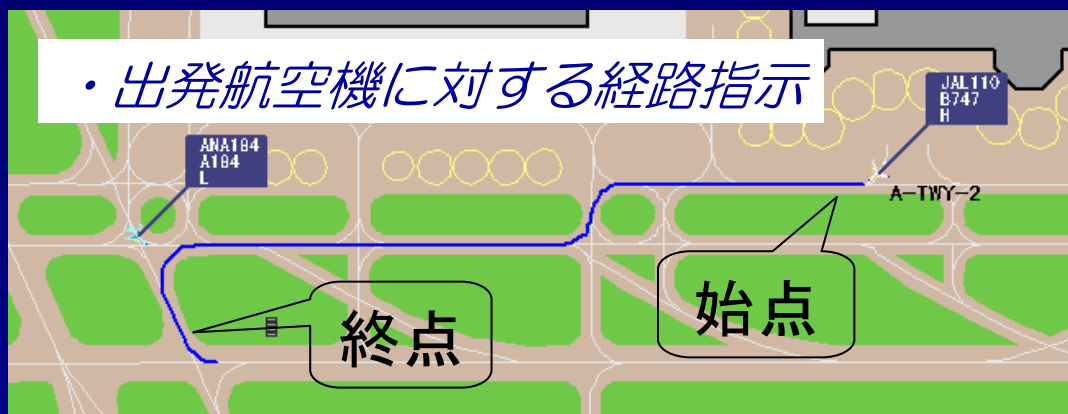 ・出発航空機に対する経路指示
JAL110
B747
H
ANA184
A184
L
A-TWY-2
始点
終点